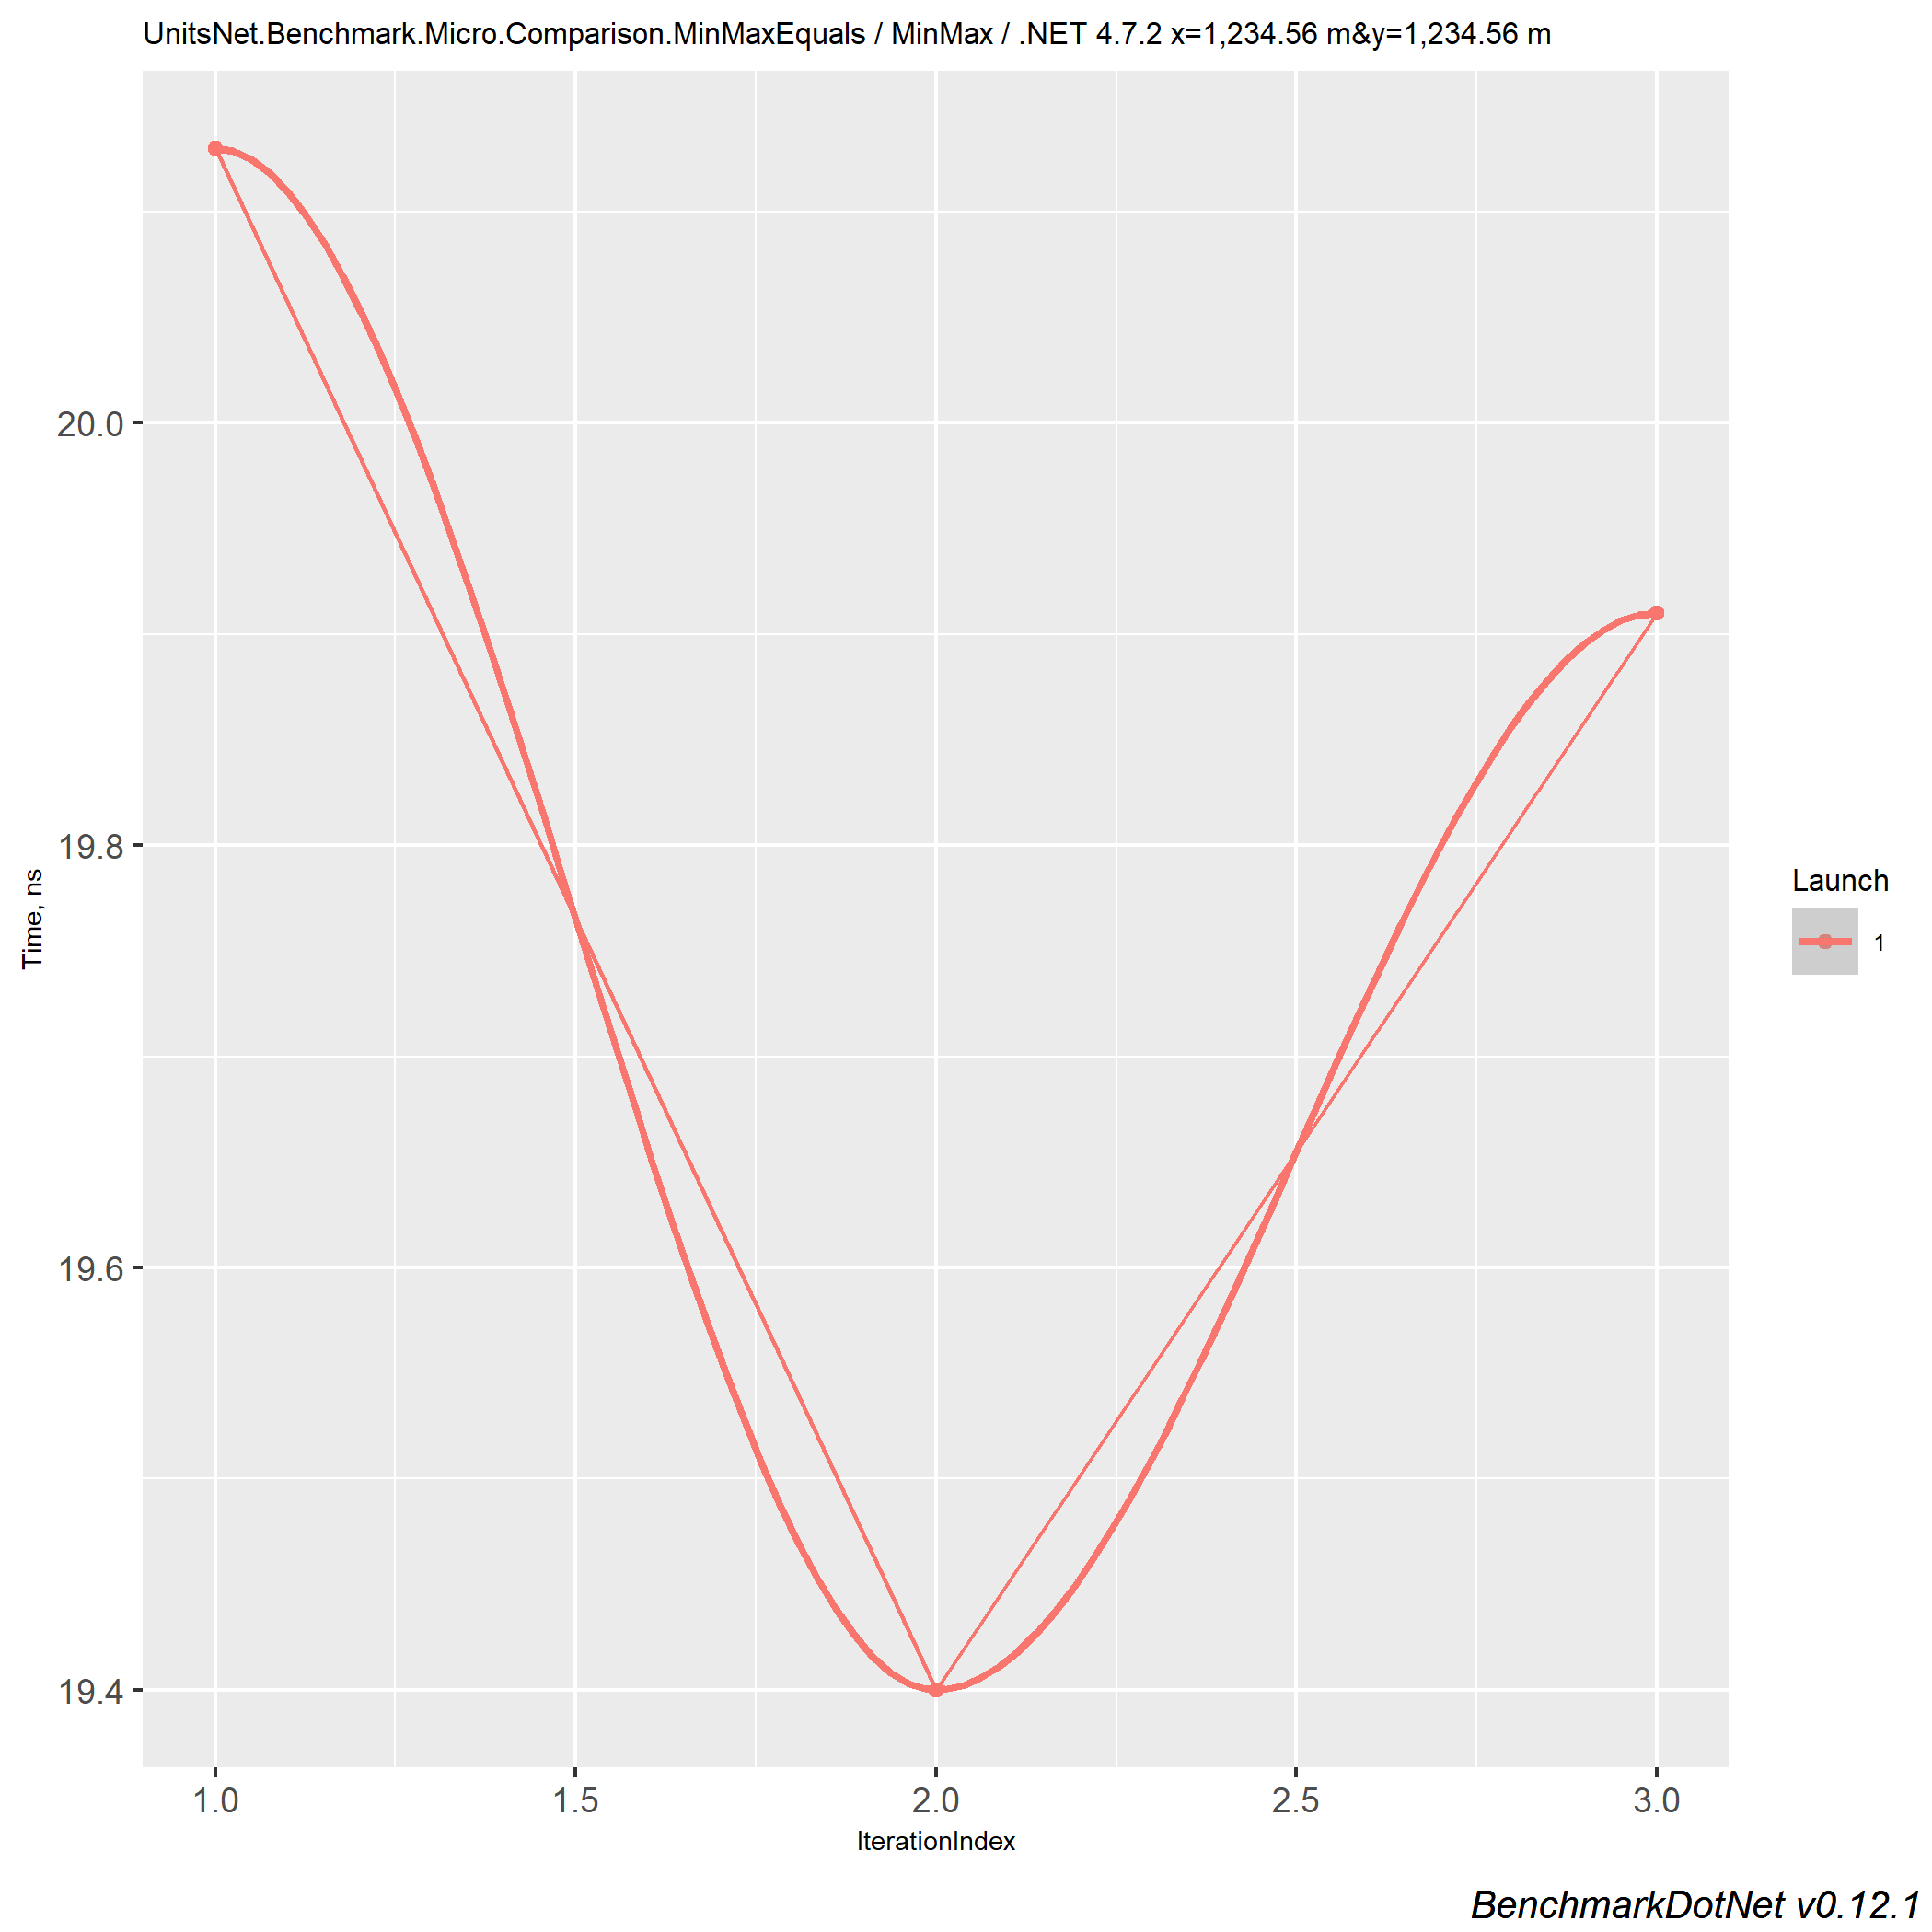 UnitsNet.Benchmark.Micro.Comparison.MinMaxEquals / MinMax / .NET 4.7.2 x=1,234.56 m&y=1,234.56 m
20.0
19.8
19.6
19.4
Time, ns
1.0 1.5 2.0 2.5 3.0
IterationIndex
Launch
1
BenchmarkDotNet v0.12.1